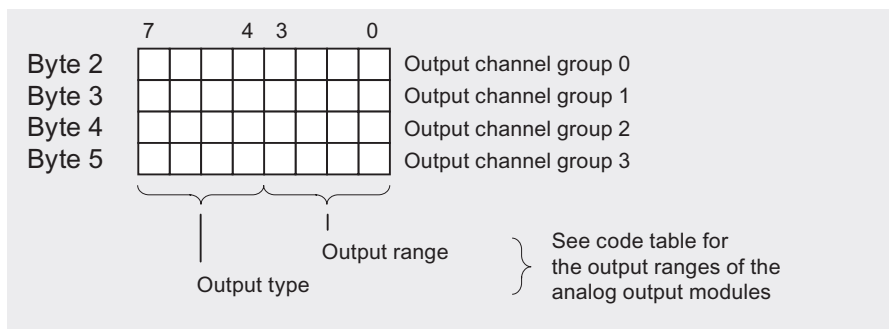 7 4 3 0
Byte 2 Output channel group 0
Byte 3 Output channel group 1
Byte 4 Output channel group 2
Byte 5 Output channel group 3
Output range
Output type
See code table for
the output ranges of the
analog output modules